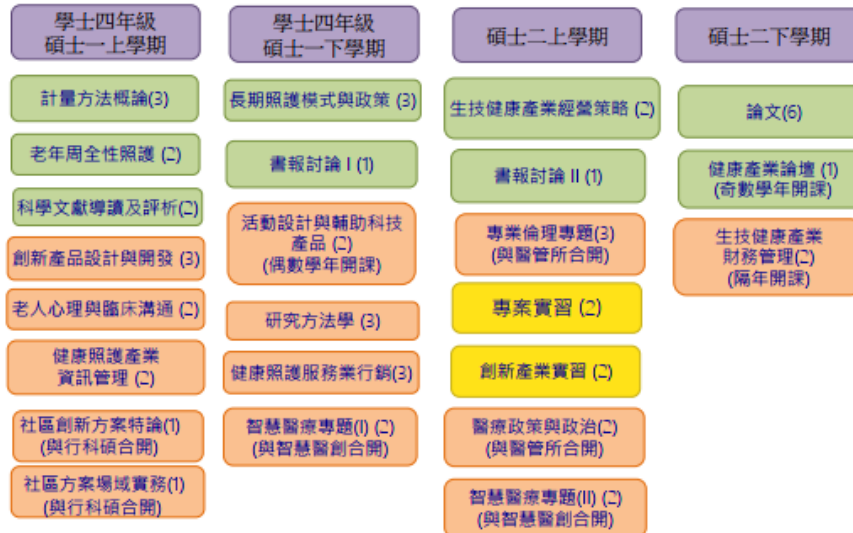 學士四年級
碩士一上學期
計量方法概論(3)
老年周全性照護 (2)
科學文獻導讀及評析(2)
創新產品設計與開發 (3)
老人心理與臨床溝通 (2)
健康照護產業
資訊管理 (2)
社區創新方案特論(1)
(與行科碩合開)
社區方案場域實務(1)
(與行科碩合開)
學士四年級
碩士一下學期
長期照護模式與政策 (3)
書報討論 I (1)
活動設計與輔助科技
產品 (2)
(偶數學年開課)
研究方法學 (3)
健康照護服務業行銷(3)
智慧醫療專題(I) (2)
(與智慧醫創合開)
碩士二上學期
生技健康產業經營策略 (2)
書報討論 II (1)
專業倫理專題(3)
(與醫管所合開)
專案實習 (2)
創新產業實習 (2)
醫療政策與政治(2)
(與醫管所合開)
智慧醫療專題(II) (2)
(與智慧醫創合開)
碩士二下學期
論文(6)
健康產業論壇 (1)
(奇數學年開課)
生技健康產業
財務管理(2)
(隔年開課)